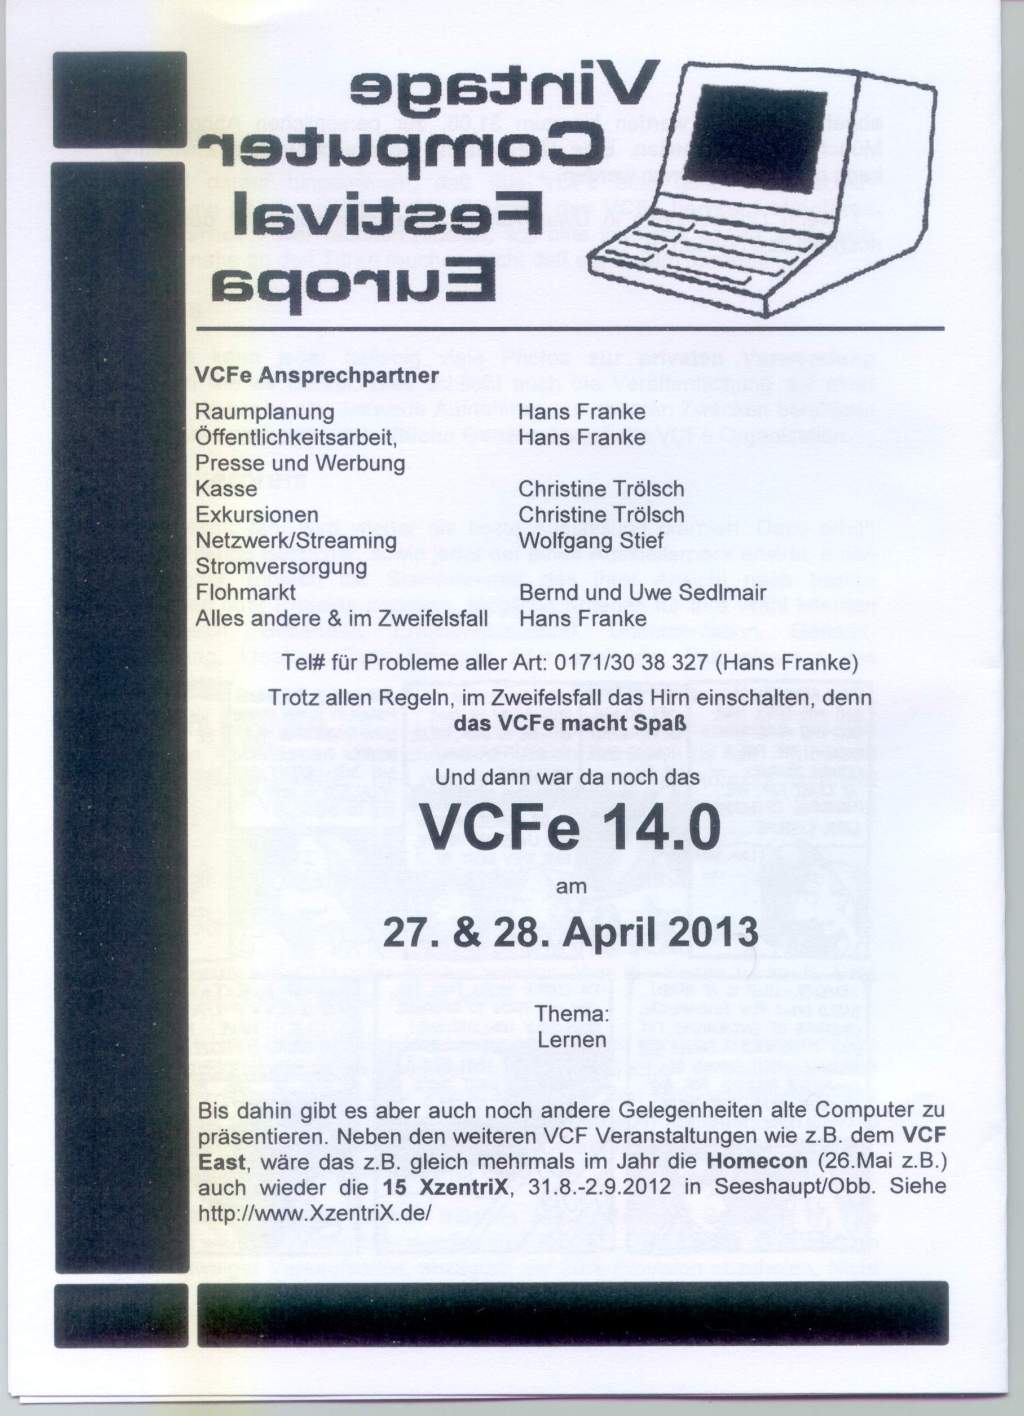 Vintage
Computer
Festival
Europa
VCFe Ansprechpartner
Raumplanung Hans Franke
Öffentlichkeitsarbeit, Hans Franke
Presse und Werbung
Kasse Christine Trölsch
Exkursionen Christine Trölsch
Netzwerk/Streaming Wolfgang Stief
Stromversorgung
Flohmarkt Bernd und Uwe Sedlmair
Alles andere & im Zweifelsfall Hans Franke
Tel# für Probleme aller Art: 0171/30 38 327 (Hans Franke)
Trotz allen Regeln, im Zweifelsfall das Hirn einschalten, denn
das VCFe macht Spaß
Und dann war da noch das
VCFe 14.0
am
27. & 28. April 2013
Thema:
Lernen
Bis dahin gibt es aber auch noch andere Gelegenheiten alte Computer zu
präsentieren. Neben den weiteren VCF Veranstaltungen wie z.B. dem VCF
East, wäre das z.B. gleich mehrmals im Jahr die Homecon (26.Mai z.B.)
auch wieder die 15 XzentriX, 31.8.-2.9.2012 in Seeshaupt/Obb. Siehe
http://www.XzentriX.de/